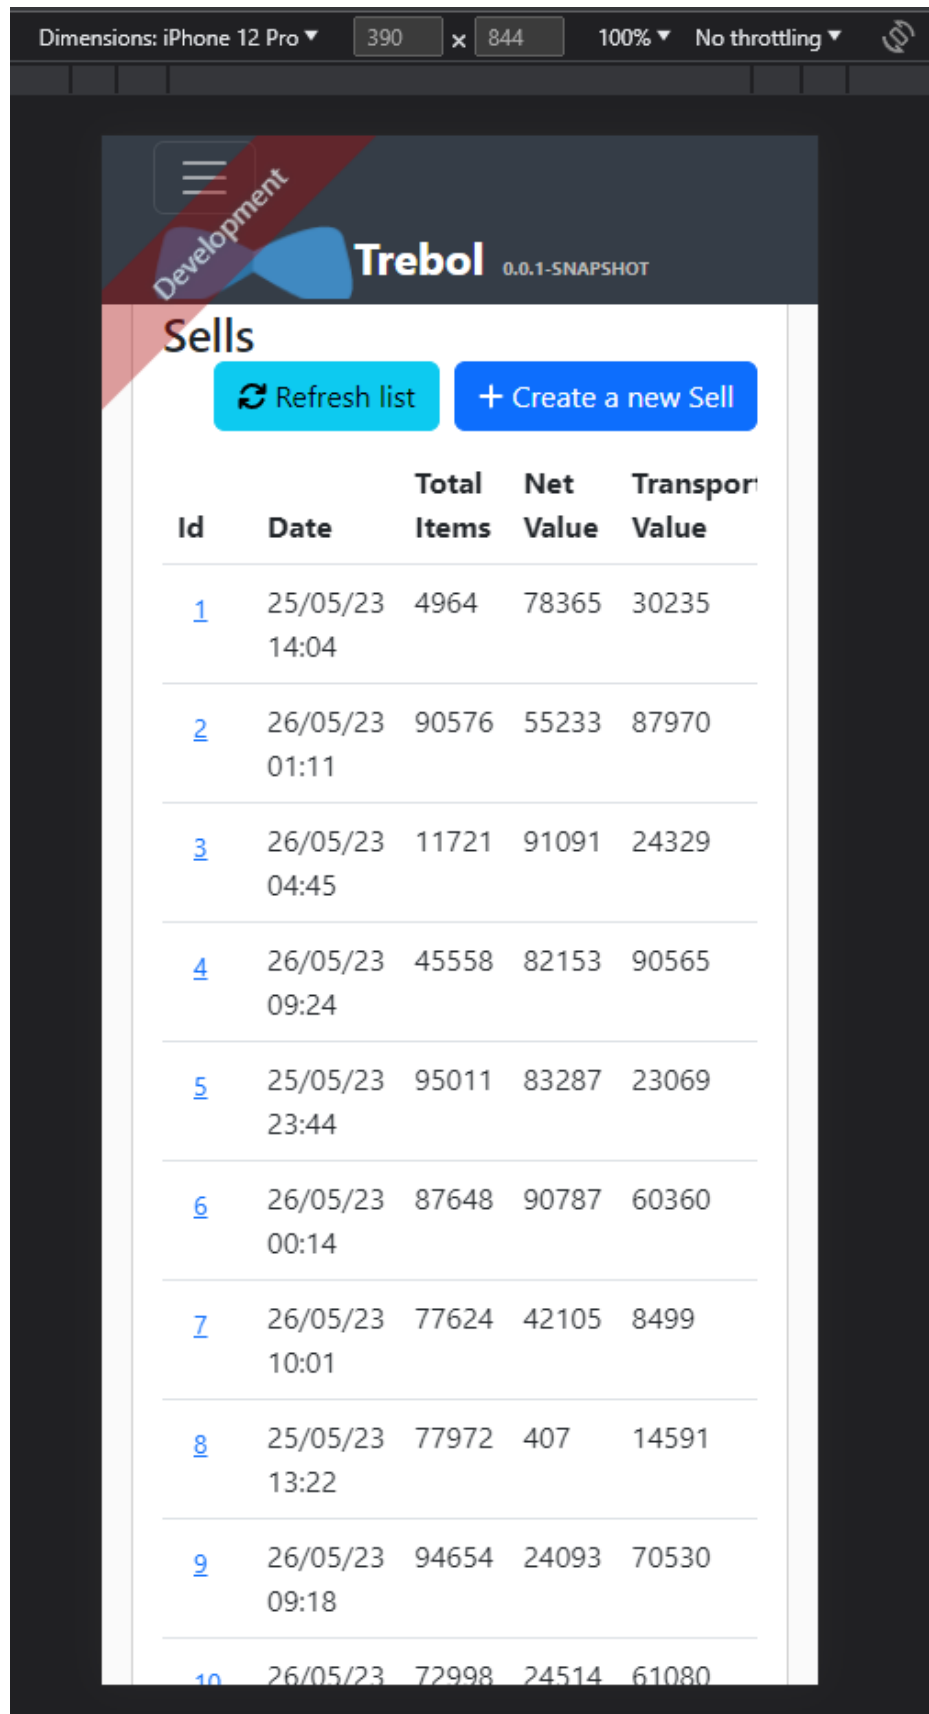 Dimensions: iPhone 12 Pro ▼ 390 × 844 100% ▼ No throttling ▼
Development
Trebol 0.0.1-SNAPSHOT
Sells
Refresh list + Create a new Sell
Total Net Transport
Id Date Items Value Value
1 25/05/23 4964 78365 30235
14:04
2 26/05/23 90576 55233 87970
01:11
3 26/05/23 11721 91091 24329
04:45
4 26/05/23 45558 82153 90565
09:24
5 25/05/23 95011 83287 23069
23:44
6 26/05/23 87648 90787 60360
00:14
7 26/05/23 77624 42105 8499
10:01
8 25/05/23 77972 407 14591
13:22
9 26/05/23 94654 24093 70530
09:18
10 26/05/23 72998 24514 61080